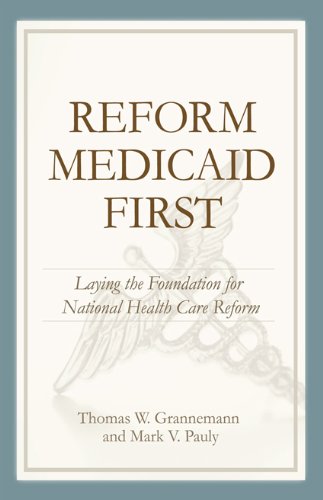 REFORM
MEDICAID
FIRST
Laying the Foundation for
National Health Care Reform
Thomas W. Grannemann
and Mark V. Pauly